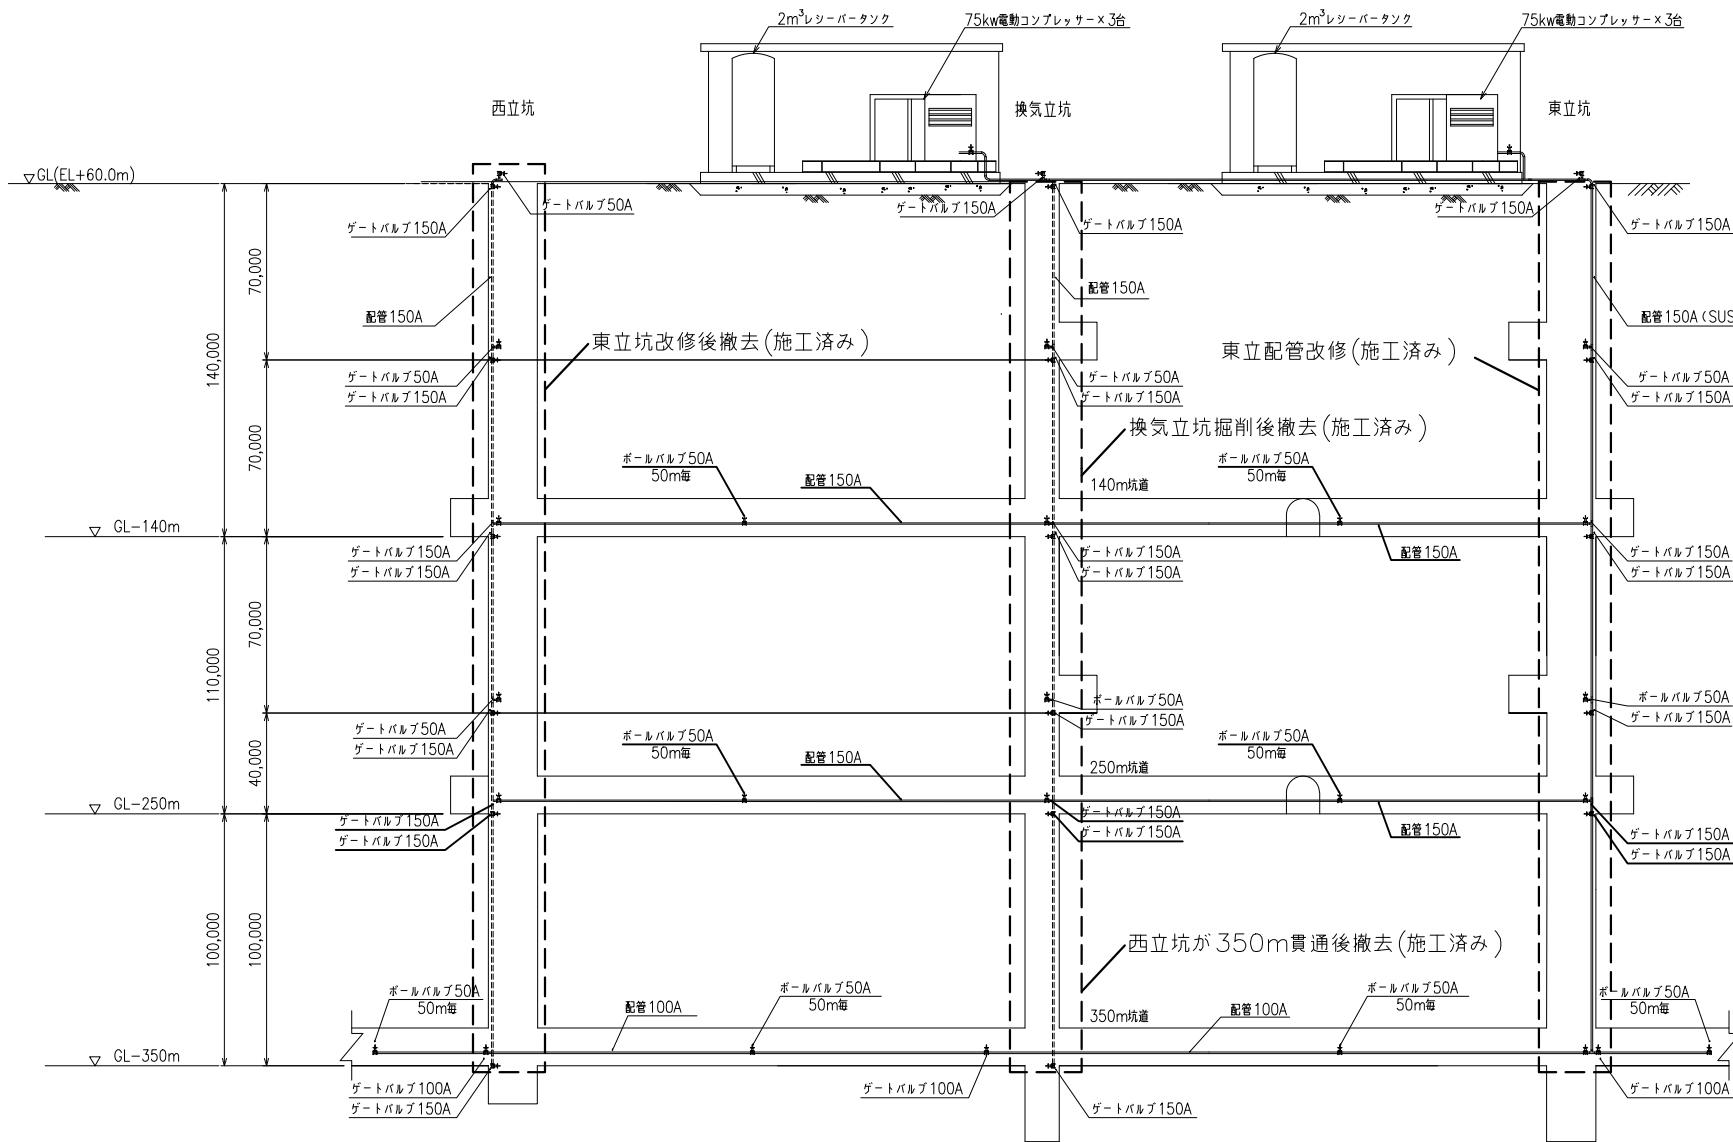 2m³レシーバータンク
75kw電動コンプレッサー×3台
2m³レシーバータンク
75kw電動コンプレッサー×3台
西立坑
換気立坑
東立坑
GL(EL+60.0m)
ゲートバルブ50A
ゲートバルブ150A
ゲートバルブ150A
ゲートバルブ150A
ゲートバルブ150A
ゲートバルブ150A
70,000
配管150A
配管150A
配管150A(SUS
140,000
東立坑改修後撤去(施工済み)
東立配管改修(施工済み)
ゲートバルブ50A
ゲートバルブ150A
ゲートバルブ50A
ゲートバルブ150A
ゲートバルブ50A
ゲートバルブ150A
換気立坑掘削後撤去(施工済み)
70,000
ボールバルブ50A
50m毎
配管150A
140m坑道
ボールバルブ50A
50m毎
GL-140m
ゲートバルブ150A
ゲートバルブ150A
ゲートバルブ150A
ゲートバルブ150A
配管150A
ゲートバルブ150A
ゲートバルブ150A
70,000
110,000
ゲートバルブ50A
ゲートバルブ150A
ボールバルブ50A
ゲートバルブ150A
ボールバルブ50A
ゲートバルブ150A
40,000
ボールバルブ50A
50m毎
配管150A
250m坑道
ボールバルブ50A
50m毎
GL-250m
ゲートバルブ150A
ゲートバルブ150A
ゲートバルブ150A
ゲートバルブ150A
配管150A
ゲートバルブ150A
ゲートバルブ150A
100,000
100,000
西立坑が350m貫通後撤去(施工済み)
ボールバルブ50A
50m毎
配管100A
ボールバルブ50A
50m毎
350m坑道
配管100A
ボールバルブ50A
50m毎
ボールバルブ50A
50m毎
GL-350m
ゲートバルブ100A
ゲートバルブ150A
ゲートバルブ100A
ゲートバルブ150A
ゲートバルブ100A